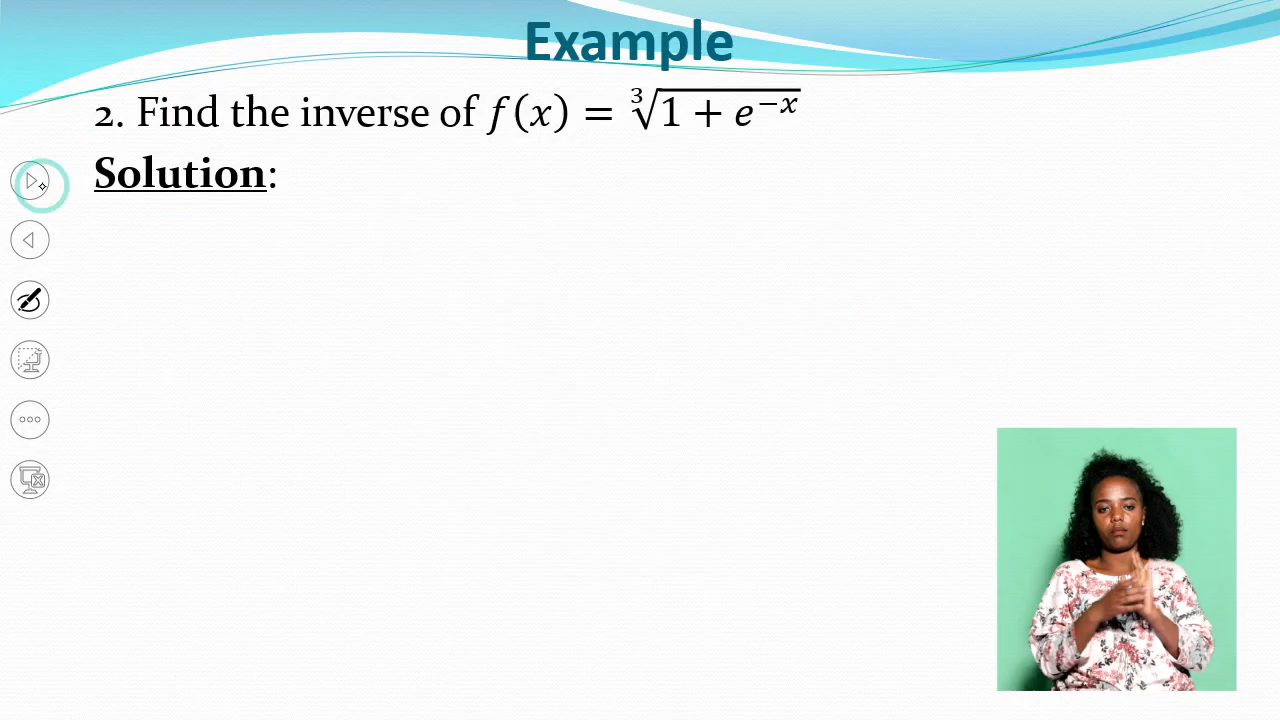 Example
2. Find the inverse of f(x) = ∛(1 + e⁻ˣ)
Solution: